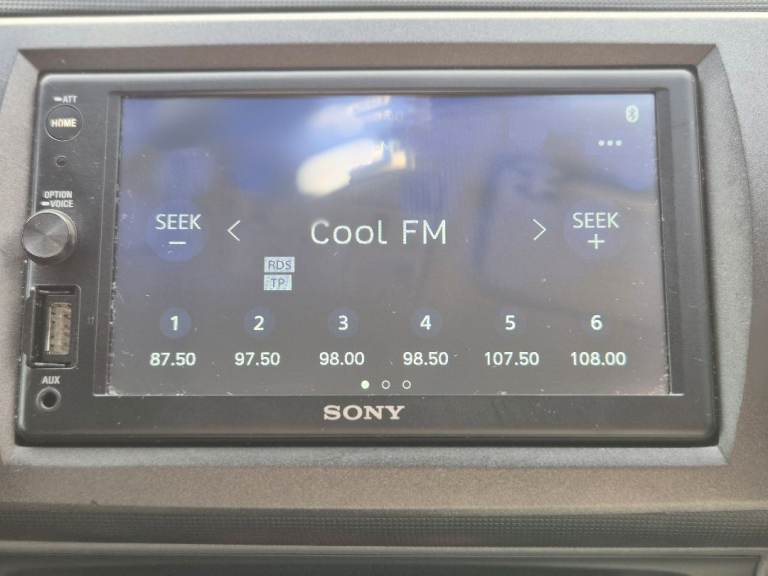 ATT
HOME
OPTION
VOICE
SEEK
−
Cool FM
SEEK
+
RDS
TP
1 2 3 4 5 6
87.50 97.50 98.00 98.50 107.50 108.00
AUX
SONY